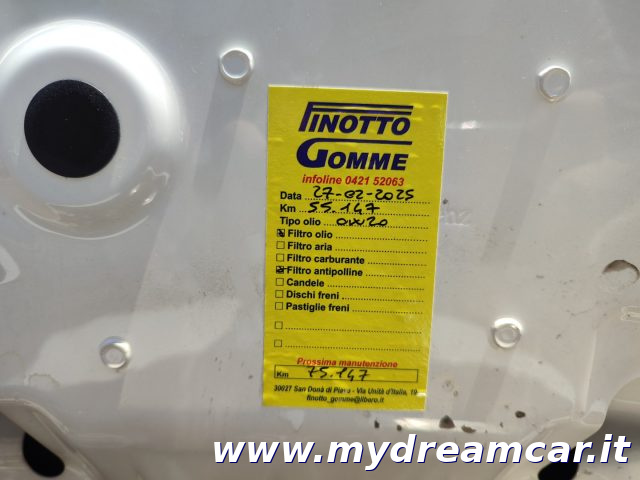 FINOTTO
GOMME
infoline 0421 52063
Data 27-02-2025
Km 55.147
Tipo olio 0W20
Filtro olio
Filtro aria
Filtro carburante
Filtro antipolline
Candele
Dischi freni
Pastiglie freni
Prossima manutenzione
Km 75.147
30027 San Donà di Piave - Via Unità d'Italia, 19
finotto_gomme@libero.it
www.mydreamcar.it